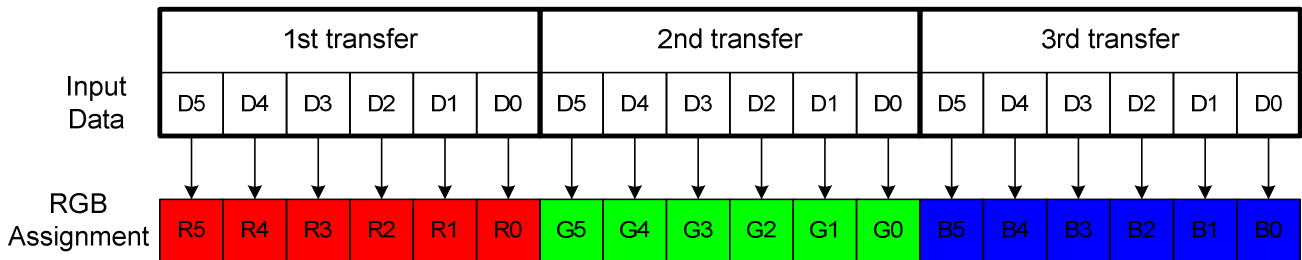 1st transfer 2nd transfer 3rd transfer
Input Data
D5 D4 D3 D2 D1 D0 D5 D4 D3 D2 D1 D0 D5 D4 D3 D2 D1 D0
RGB Assignment
R5 R4 R3 R2 R1 R0 G5 G4 G3 G2 G1 G0 B5 B4 B3 B2 B1 B0